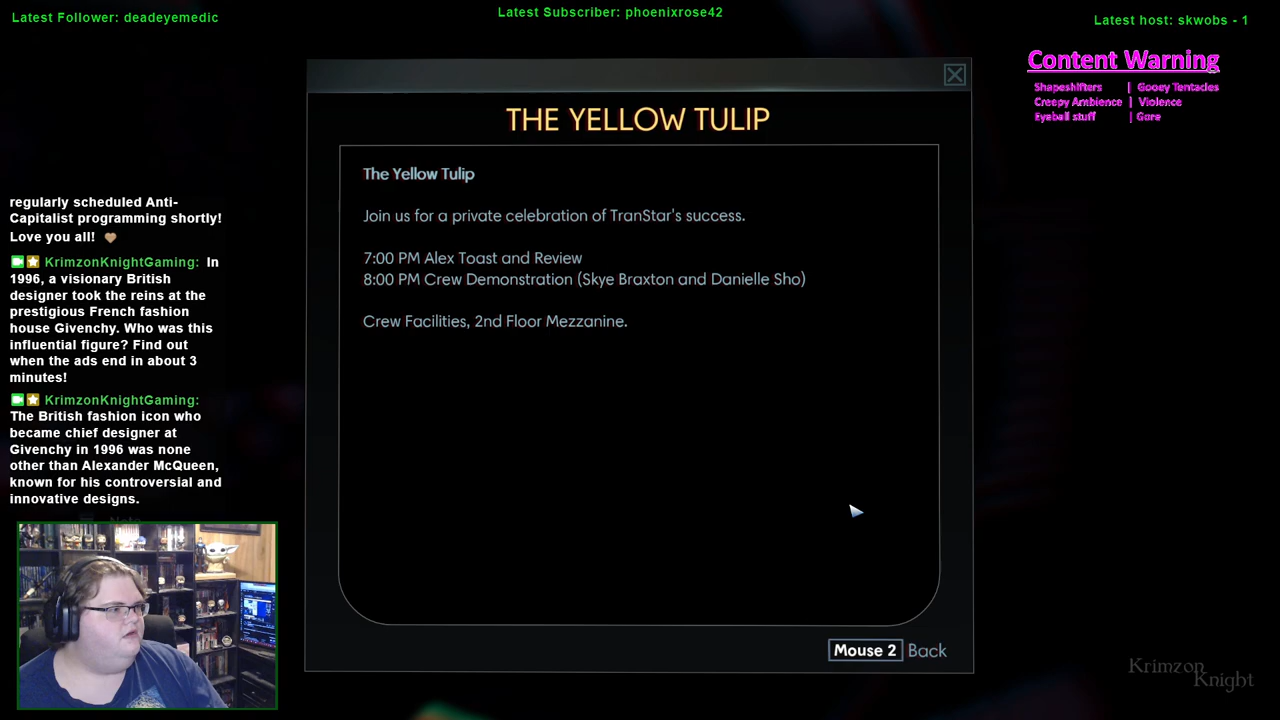 Latest Follower: deadeyemedic
Latest Subscriber: phoenixrose42
Latest host: skwobs - 1
Content Warning
Shapeshifters | Gooey Tentacles
Creepy Ambience | Violence
Eyeball stuff | Gore
THE YELLOW TULIP
The Yellow Tulip
Join us for a private celebration of TranStar's success.
7:00 PM Alex Toast and Review
8:00 PM Crew Demonstration (Skye Braxton and Danielle Sho)
Crew Facilities, 2nd Floor Mezzanine.
Mouse 2 Back
regularly scheduled Anti-
Capitalist programming shortly!
Love you all!
KrimzonKnightGaming: In
1996, a visionary British
designer took the reins at the
prestigious French fashion
house Givenchy. Who was this
influential figure? Find out
when the ads end in about 3
minutes!
KrimzonKnightGaming:
The British fashion icon who
became chief designer at
Givenchy in 1996 was none
other than Alexander McQueen,
known for his controversial and
innovative designs.
Note
Krimzon
Knight